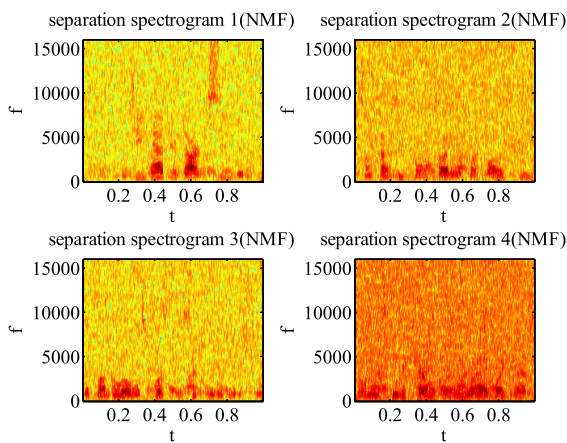 separation spectrogram 1(NMF)
separation spectrogram 2(NMF)
15000
10000
5000
0
f
0.2 0.4 0.6 0.8
t
15000
10000
5000
0
f
0.2 0.4 0.6 0.8
t
separation spectrogram 3(NMF)
separation spectrogram 4(NMF)
15000
10000
5000
0
f
0.2 0.4 0.6 0.8
t
15000
10000
5000
0
f
0.2 0.4 0.6 0.8
t